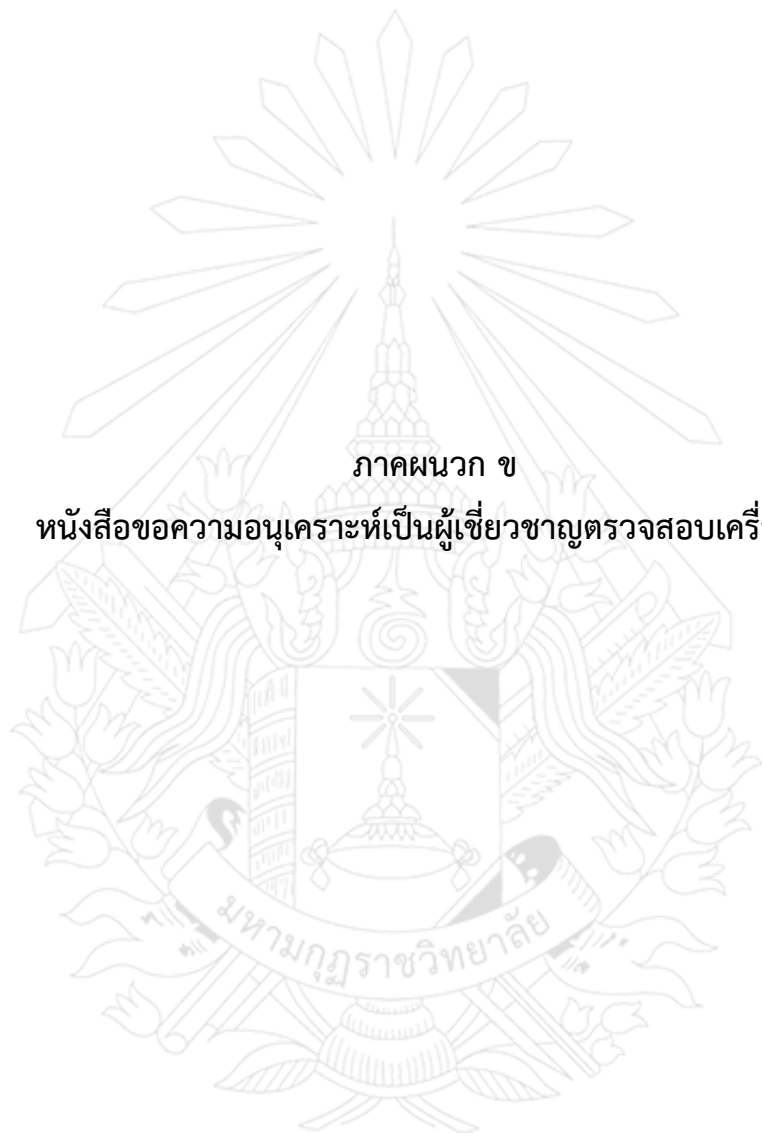 ภาคผนวก ข
หนังสือขอความอนุเคราะห์เป็นผู้เชี่ยวชาญตรวจสอบ
มหามกุฏราชวิทยาลัย